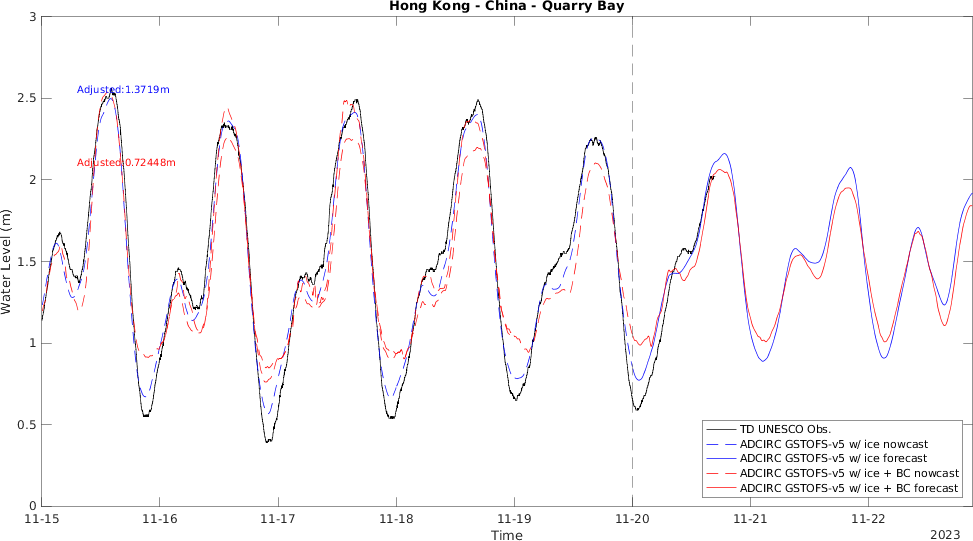 Hong Kong - China - Quarry Bay
3
2.5
2
1.5
1
0.5
0
Water Level (m)
Adjusted:1.3719m
Adjusted:0.72448m
TD UNESCO Obs.
ADCIRC GSTOFS-v5 w/ ice nowcast
ADCIRC GSTOFS-v5 w/ ice forecast
ADCIRC GSTOFS-v5 w/ ice + BC nowcast
ADCIRC GSTOFS-v5 w/ ice + BC forecast
11-15 11-16 11-17 11-18 11-19 11-20 11-21 11-22
Time
2023